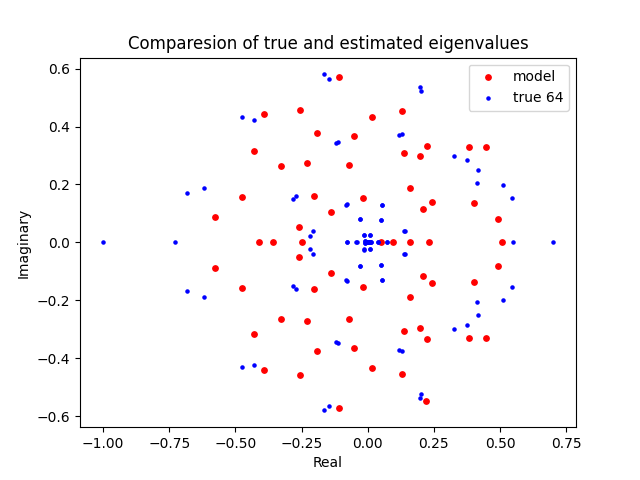 Comparesion of true and estimated eigenvalues
model
true 64
Imaginary
0.6
0.4
0.2
0.0
−0.2
−0.4
−0.6
−1.00 −0.75 −0.50 −0.25 0.00 0.25 0.50 0.75
Real